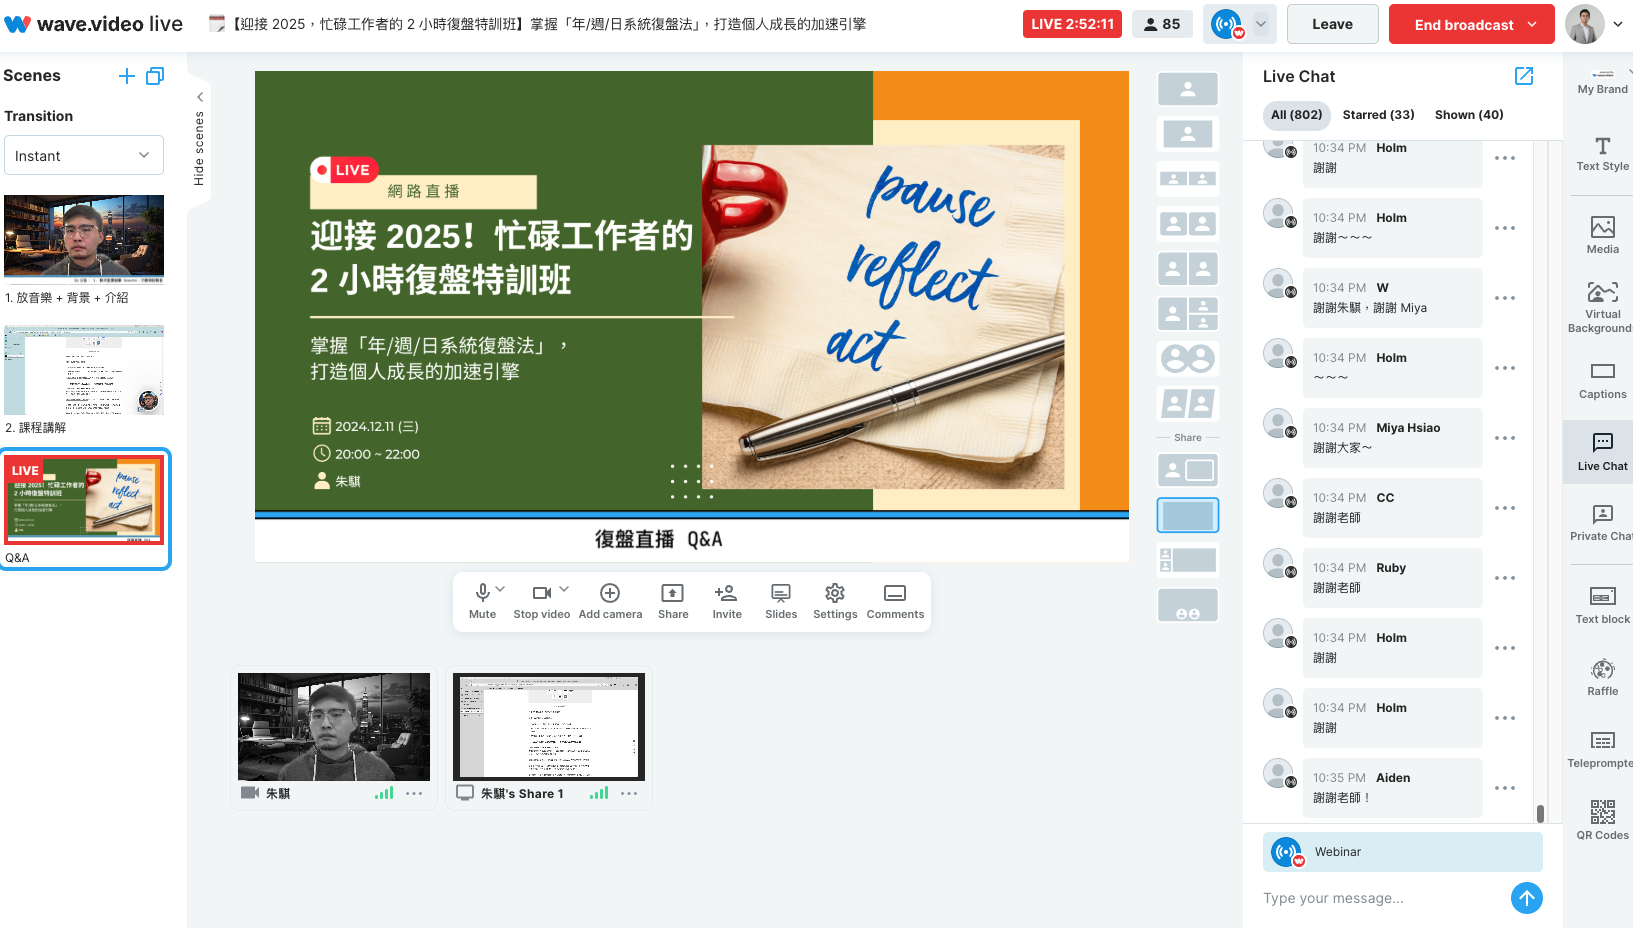 wave.video live
【迎接 2025，忙碌工作者的 2 小時復盤特訓班】掌握「年/週/日系統復盤法」，打造個人成長的加速引擎
LIVE 2:52:11
85
Leave
End broadcast
Scenes
Transition
Instant
1. 放音樂 + 背景 + 介紹
2. 課程講解
LIVE
迎接 2025！忙碌工作者的
2 小時復盤特訓班
pause
reflect
act
Q&A
Hide scenes
LIVE
網路直播
迎接 2025！忙碌工作者的
2 小時復盤特訓班
掌握「年/週/日系統復盤法」，
打造個人成長的加速引擎
2024.12.11 (三)
20:00 ~ 22:00
朱騏
pause
reflect
act
復盤直播 Q&A
Mute
Stop video
Add camera
Share
Invite
Slides
Settings
Comments
朱騏
朱騏's Share 1
Share
Live Chat
All (802)
Starred (33)
Shown (40)
10:34 PM Holm
謝謝
10:34 PM Holm
謝謝～～～
10:34 PM W
謝謝朱騏，謝謝 Miya
10:34 PM Holm
～～～
10:34 PM Miya Hsiao
謝謝大家～
10:34 PM CC
謝謝老師
10:34 PM Ruby
謝謝老師
10:34 PM Holm
謝謝
10:34 PM Holm
謝謝
10:35 PM Aiden
謝謝老師！
Webinar
Type your message...
My Brand
Text Style
Media
Virtual
Background
Captions
Live Chat
Private Chat
Text block
Raffle
Teleprompte
QR Codes